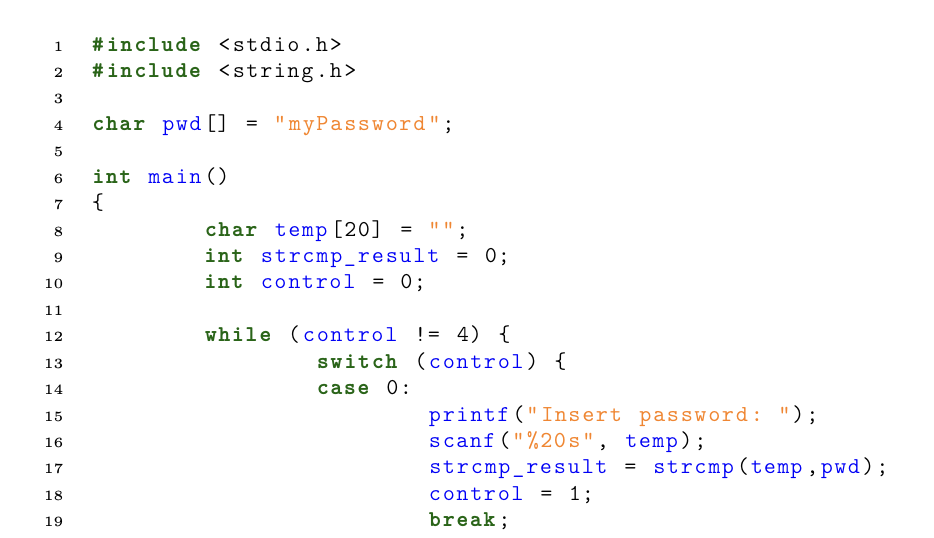 1 #include <stdio.h>
2 #include <string.h>
3
4 char pwd[] = "myPassword";
5
6 int main()
7 {
8 char temp[20] = "";
9 int strcmp_result = 0;
10 int control = 0;
11
12 while (control != 4) {
13 switch (control) {
14 case 0:
15 printf("Insert password: ");
16 scanf("%20s", temp);
17 strcmp_result = strcmp(temp,pwd);
18 control = 1;
19 break;